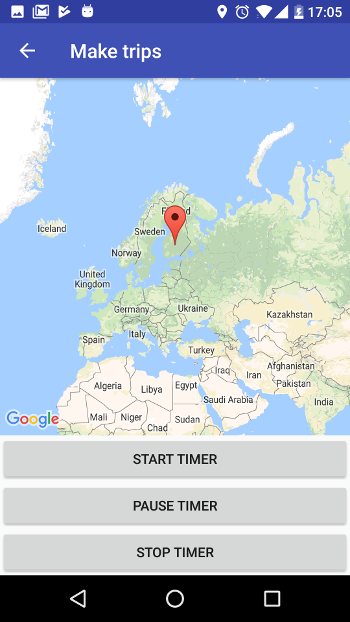 17:05
Make trips
Iceland
Sweden
Norway
United
Kingdom
Germany
Ukraine
Kazakhstan
Spain
Italy
Turkey
Iraq
Iran
Afghanistan
Pakistan
Algeria
Libya
Egypt
Saudi Arabia
India
Mali
Niger
Chad
Sudan
Google
START TIMER
PAUSE TIMER
STOP TIMER